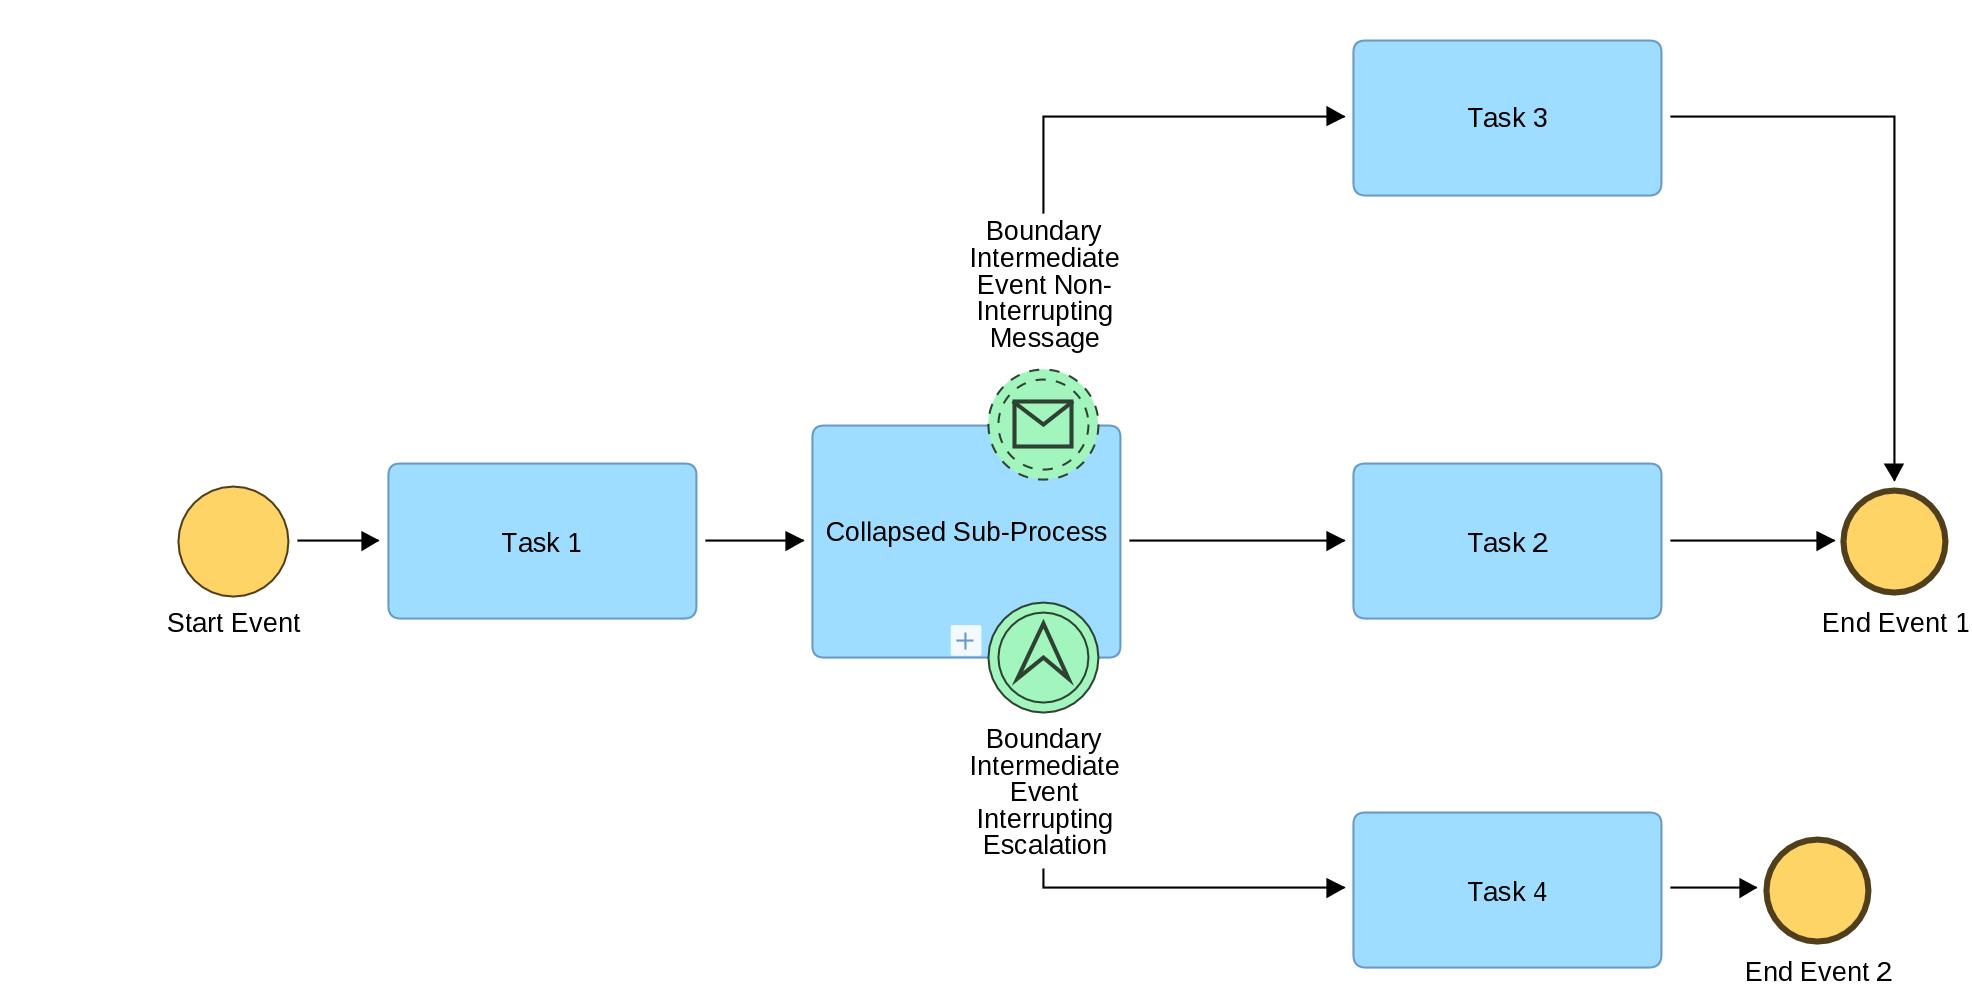 Task 3
Boundary
Intermediate
Event Non-
Interrupting
Message
Start Event
Task 1
Collapsed Sub-Process
Task 2
End Event 1
Boundary
Intermediate
Event
Interrupting
Escalation
Task 4
End Event 2